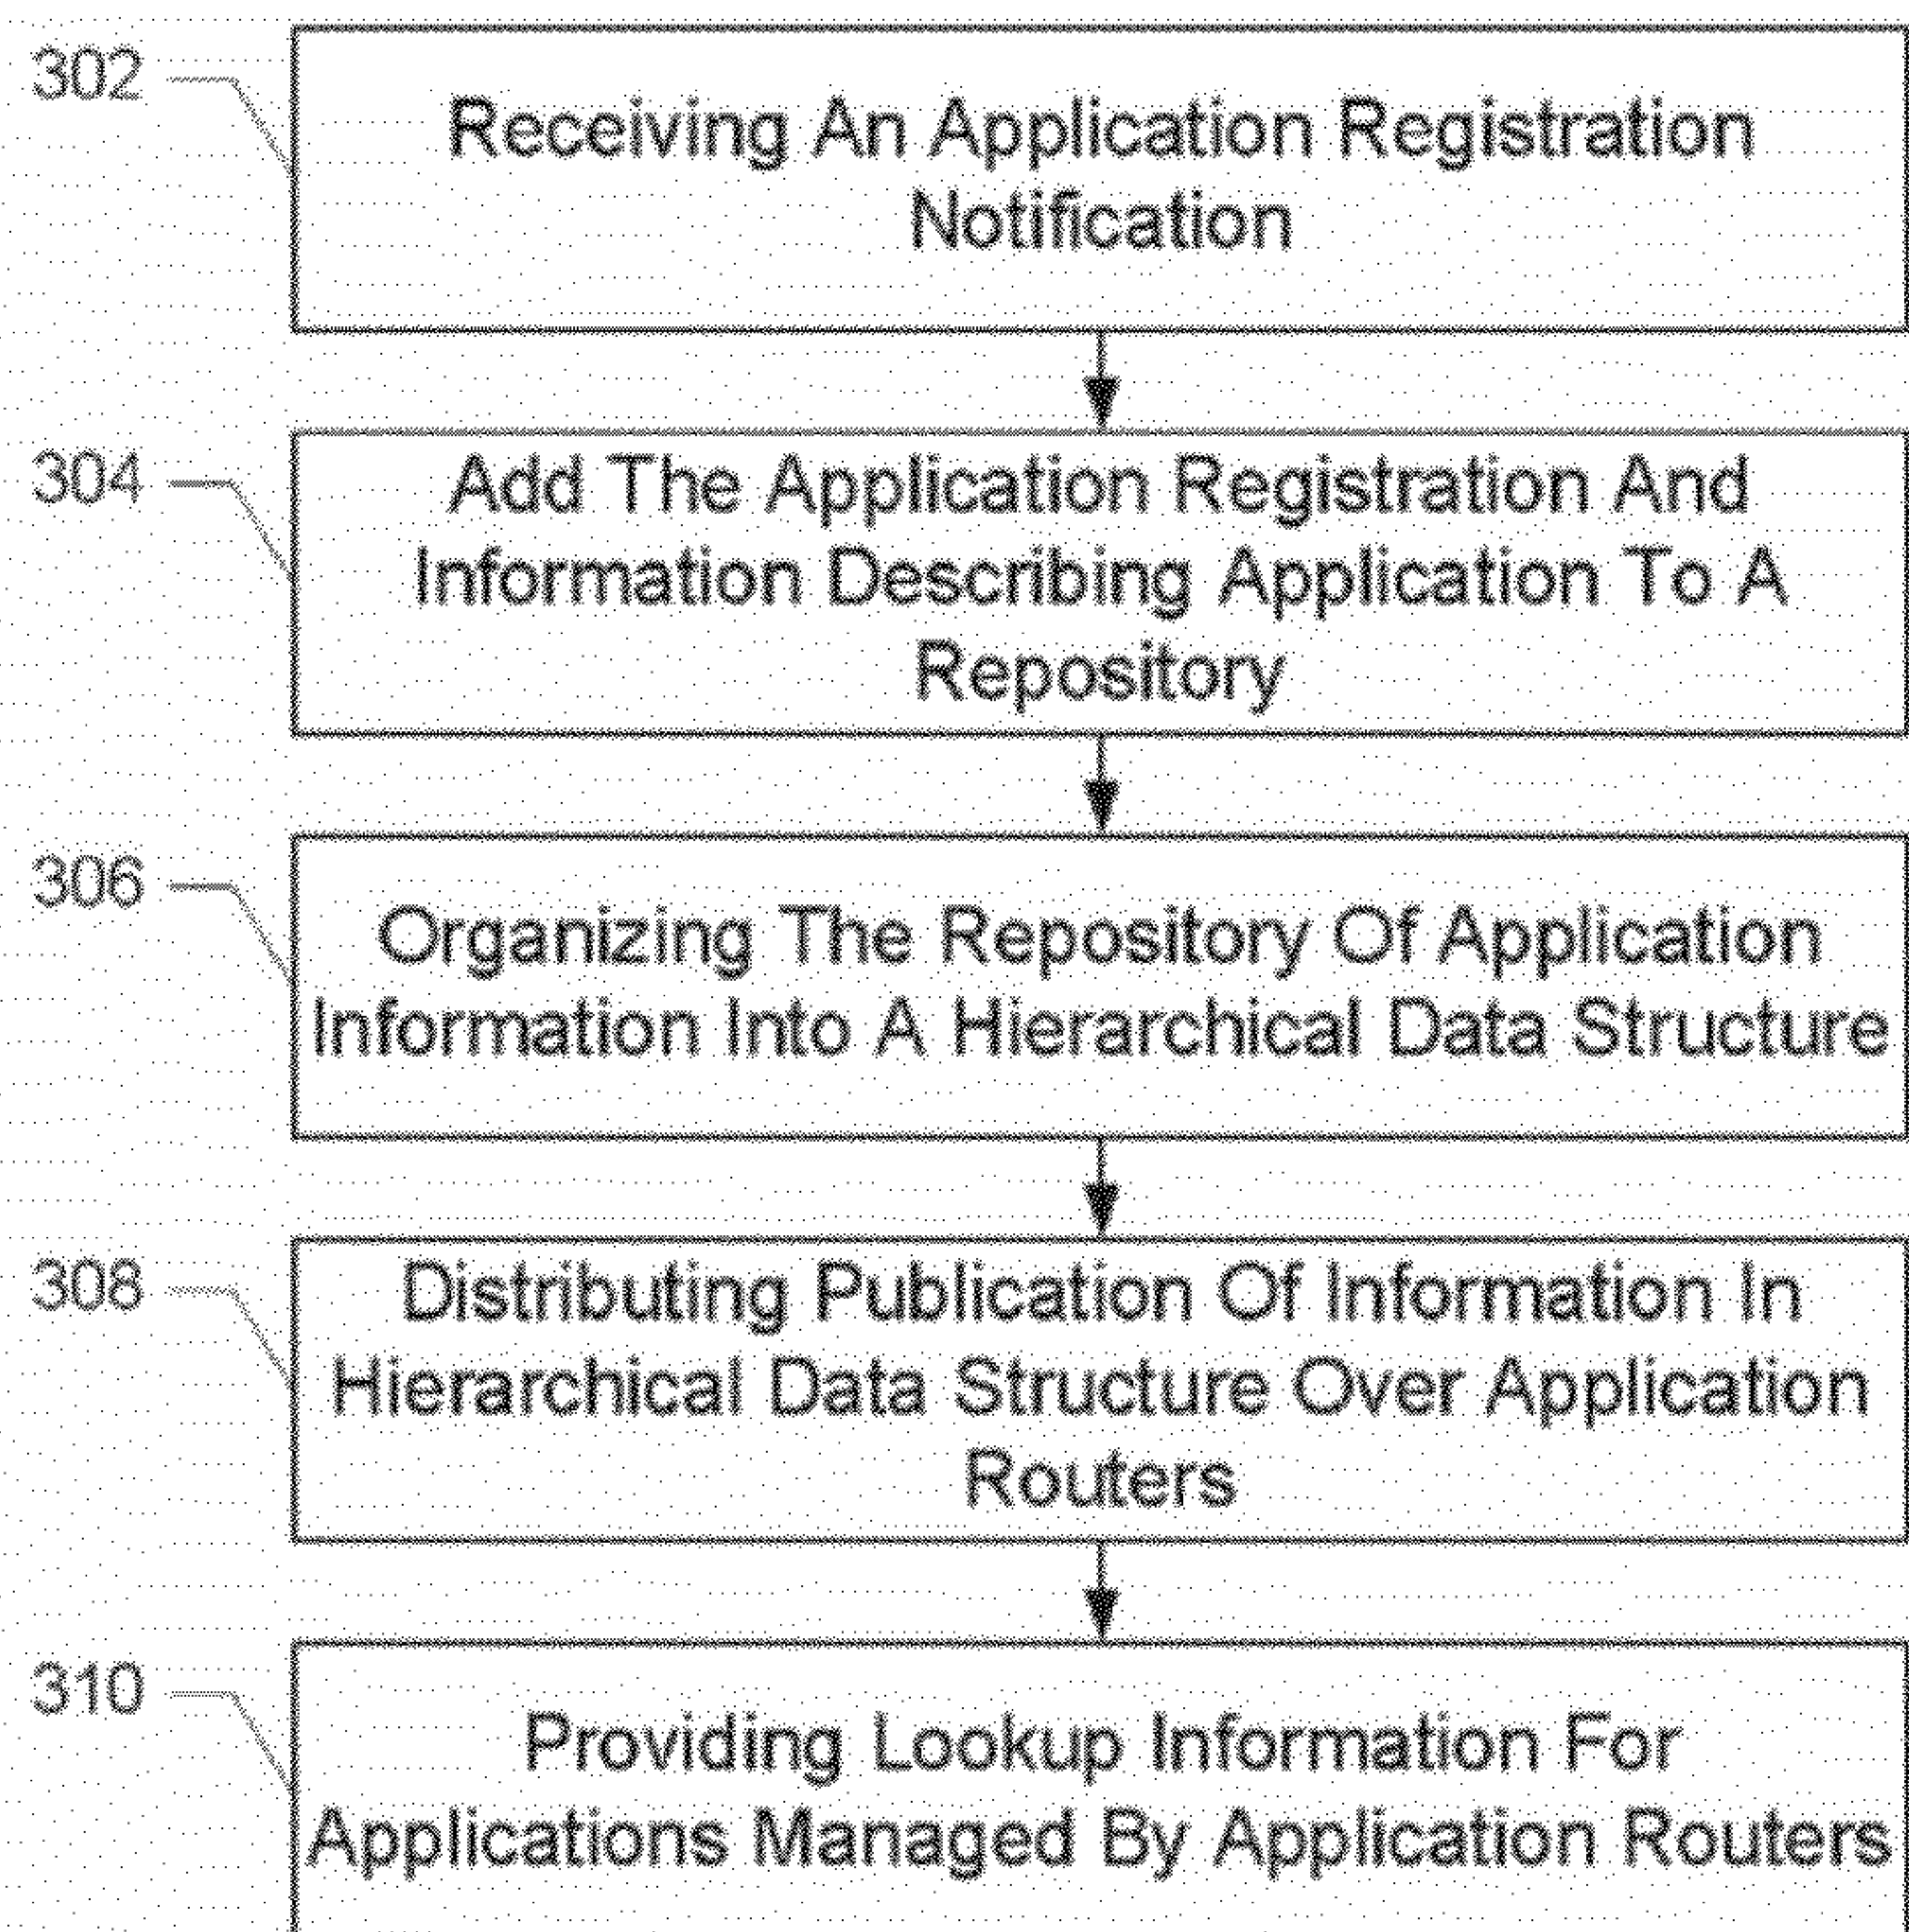 302
Receiving An Application Registration
Notification
304
Add The Application Registration And
Information Describing Application To A
Repository
306
Organizing The Repository Of Application
Information Into A Hierarchical Data Structure
308
Distributing Publication Of Information In
Hierarchical Data Structure Over Application
Routers
310
Providing Lookup Information For
Applications Managed By Application Routers